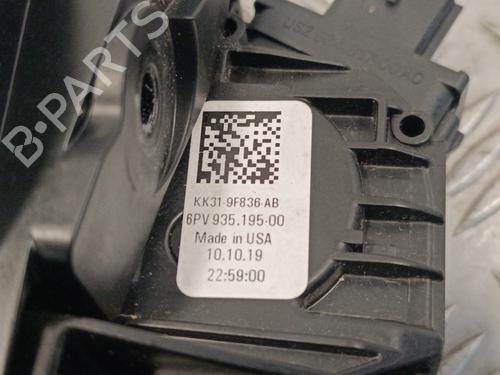 B-PARTS
KK31-9F836-AB
6PV 935.195-00
Made in USA
10.10.19
22:59:00